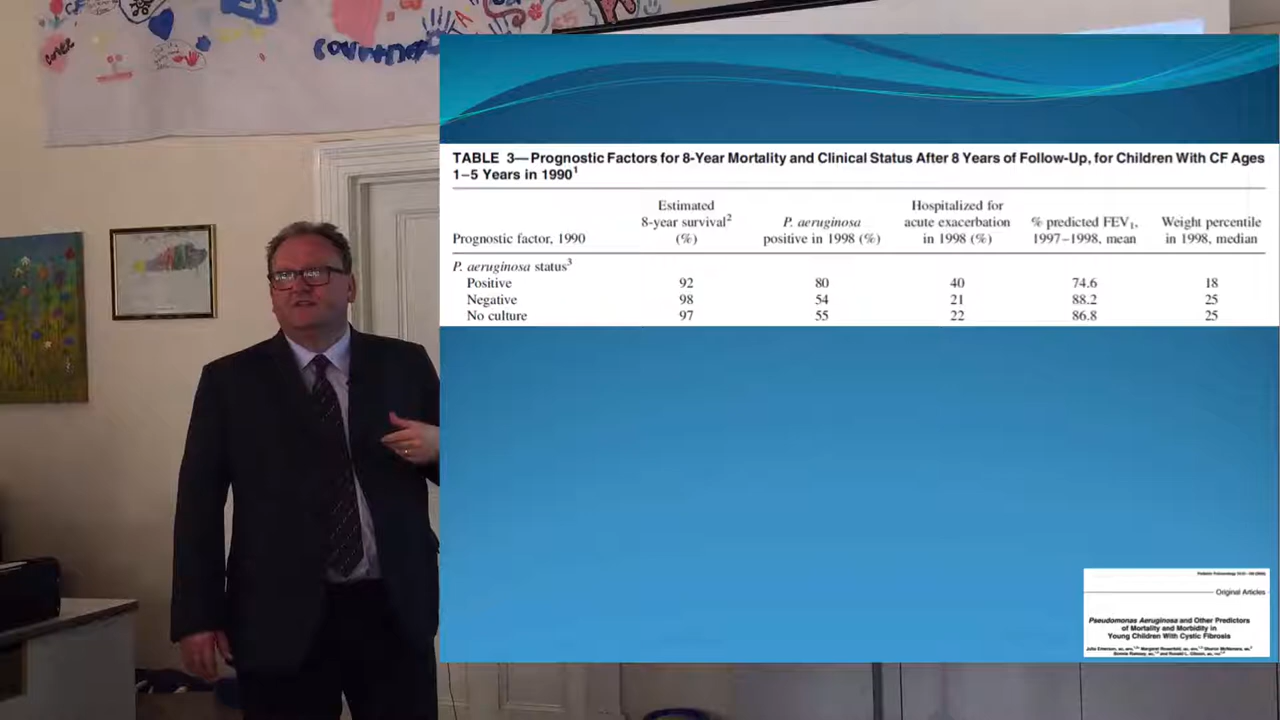 CF
Cure
TABLE 3—Prognostic Factors for 8-Year Mortality and Clinical Status After 8 Years of Follow-Up, for Children With CF Ages
1–5 Years in 1990¹
Prognostic factor, 1990 Estimated 8-year survival² (%) P. aeruginosa positive in 1998 (%) Hospitalized for acute exacerbation in 1998 (%) % predicted FEV₁, 1997–1998, mean Weight percentile in 1998, median
P. aeruginosa status³
Positive 92 80 40 74.6 18
Negative 98 54 21 88.2 25
No culture 97 55 22 86.8 25
Original Articles
Pseudomonas Aeruginosa and Other Predictors
of Mortality and Morbidity in
Young Children With Cystic Fibrosis